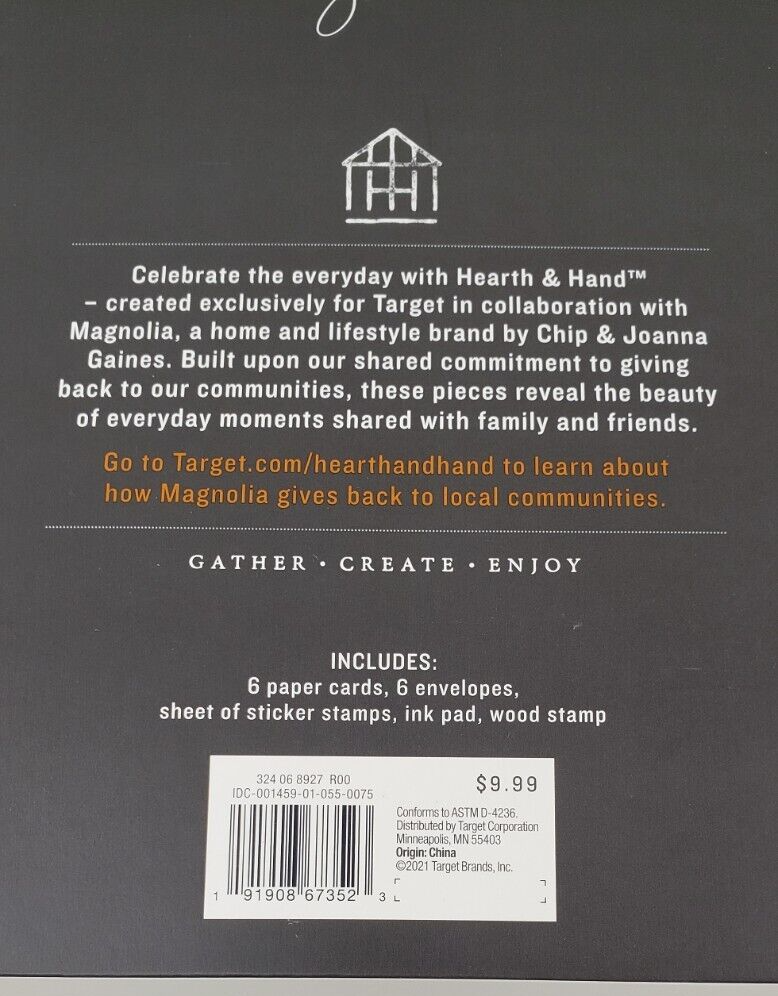 Celebrate the everyday with Hearth & Hand™
– created exclusively for Target in collaboration with
Magnolia, a home and lifestyle brand by Chip & Joanna
Gaines. Built upon our shared commitment to giving
back to our communities, these pieces reveal the beauty
of everyday moments shared with family and friends.
Go to Target.com/hearthandhand to learn about
how Magnolia gives back to local communities.
GATHER • CREATE • ENJOY
INCLUDES:
6 paper cards, 6 envelopes,
sheet of sticker stamps, ink pad, wood stamp
324 06 8927 R00
IDC-001459-01-055-0075
1 91908 67352 3
$9.99
Conforms to ASTM D-4236.
Distributed by Target Corporation
Minneapolis, MN 55403
Origin: China
©2021 Target Brands, Inc.